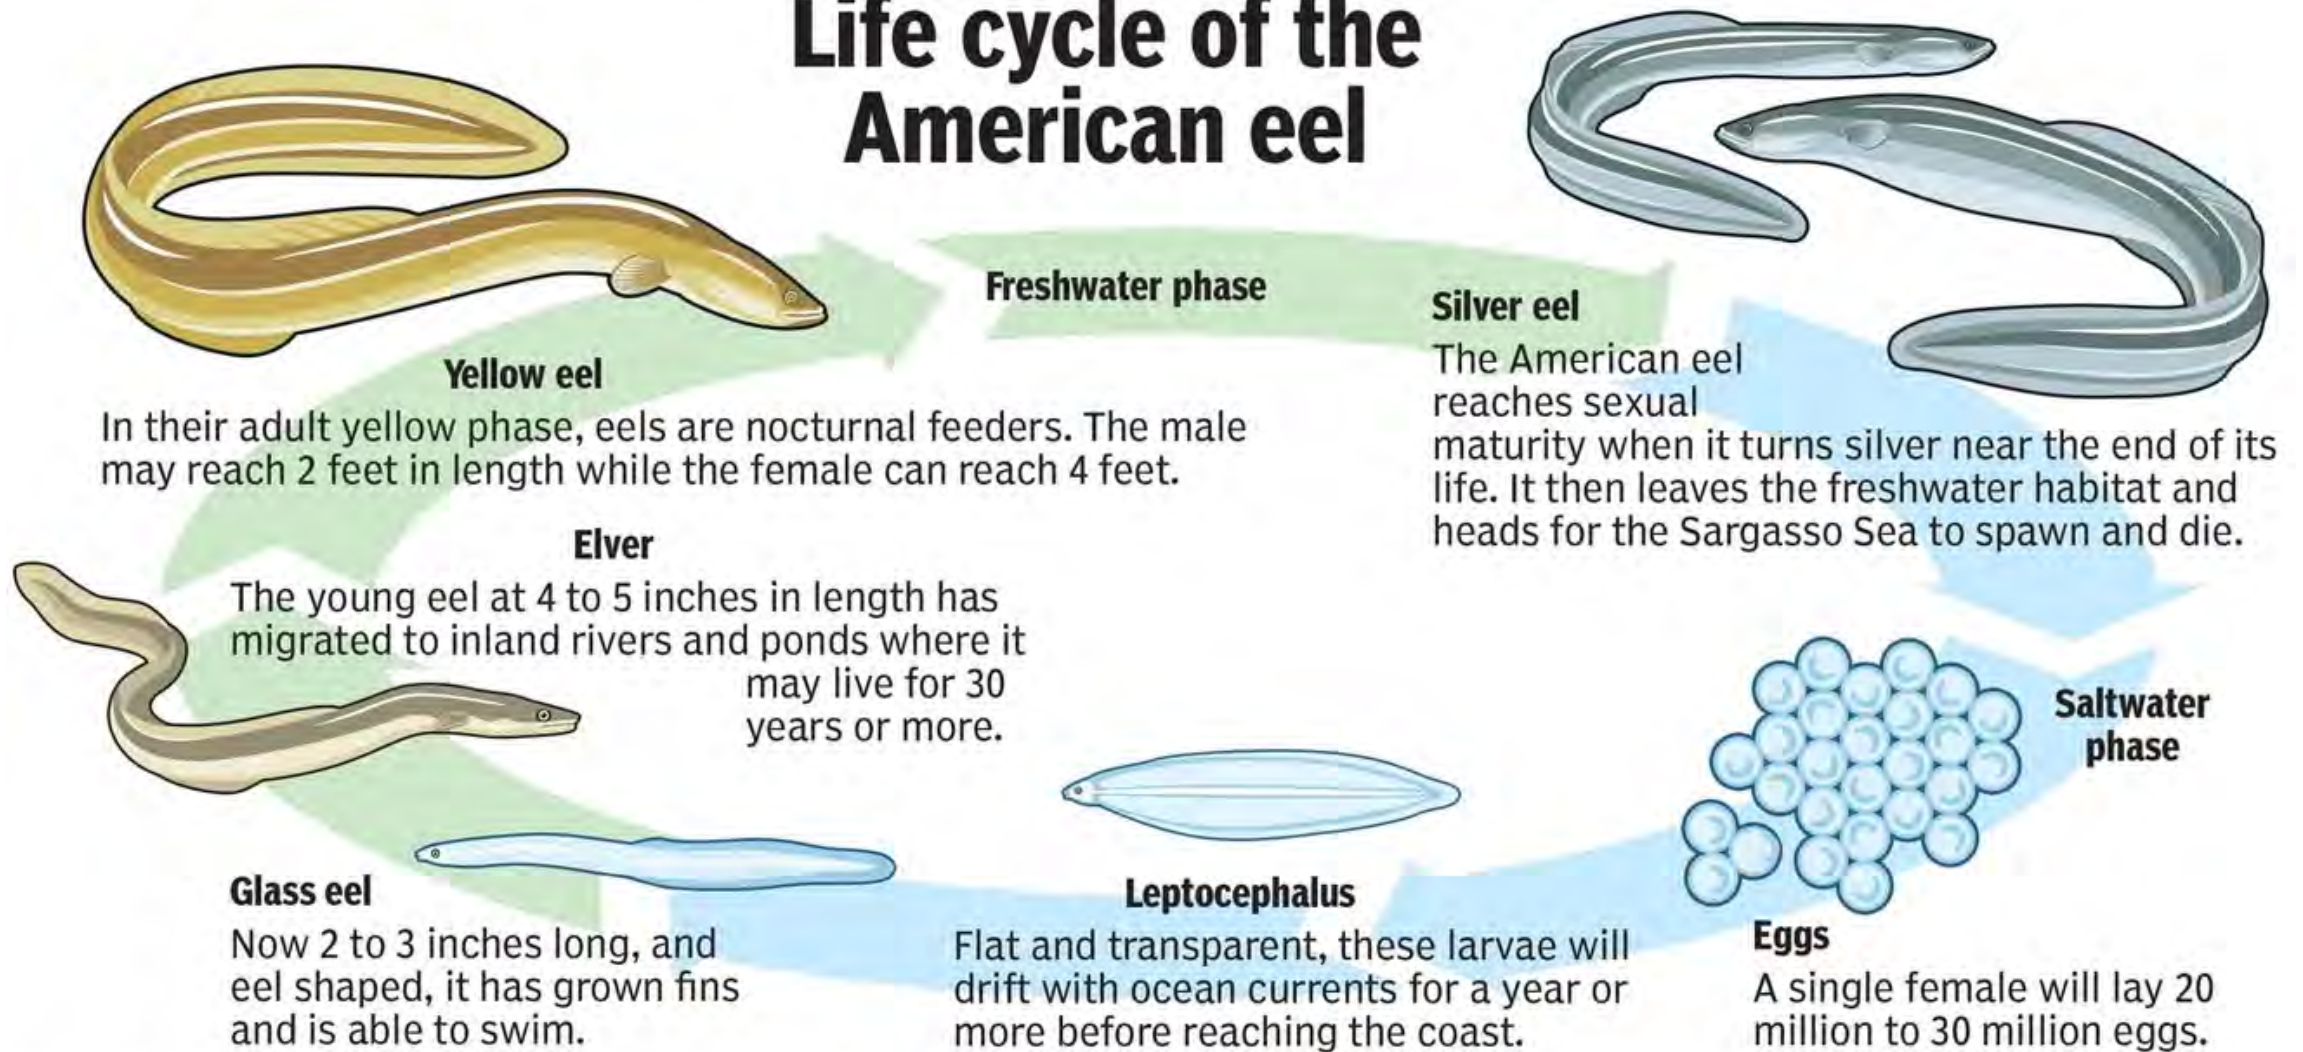 Life cycle of the
American eel
Freshwater phase
Silver eel
The American eel
reaches sexual
maturity when it turns silver near the end of its
life. It then leaves the freshwater habitat and
heads for the Sargasso Sea to spawn and die.
Yellow eel
In their adult yellow phase, eels are nocturnal feeders. The male
may reach 2 feet in length while the female can reach 4 feet.
Elver
The young eel at 4 to 5 inches in length has
migrated to inland rivers and ponds where it
may live for 30
years or more.
Saltwater
phase
Glass eel
Now 2 to 3 inches long, and
eel shaped, it has grown fins
and is able to swim.
Leptocephalus
Flat and transparent, these larvae will
drift with ocean currents for a year or
more before reaching the coast.
Eggs
A single female will lay 20
million to 30 million eggs.